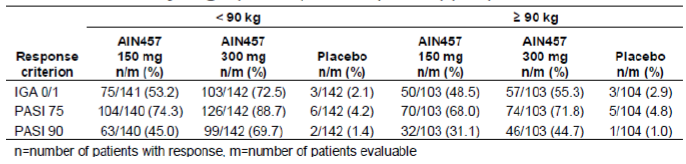 < 90 kg ≥ 90 kg
AIN457 AIN457 AIN457 AIN457
Response 150 mg 300 mg Placebo 150 mg 300 mg Placebo
criterion n/m (%) n/m (%) n/m (%) n/m (%) n/m (%) n/m (%)
IGA 0/1 75/141 (53.2) 103/142 (72.5) 3/142 (2.1) 50/103 (48.5) 57/103 (55.3) 3/104 (2.9)
PASI 75 104/140 (74.3) 126/142 (88.7) 6/142 (4.2) 70/103 (68.0) 74/103 (71.8) 5/104 (4.8)
PASI 90 63/140 (45.0) 99/142 (69.7) 2/142 (1.4) 32/103 (31.1) 46/103 (44.7) 1/104 (1.0)
n=number of patients with response, m=number of patients evaluable